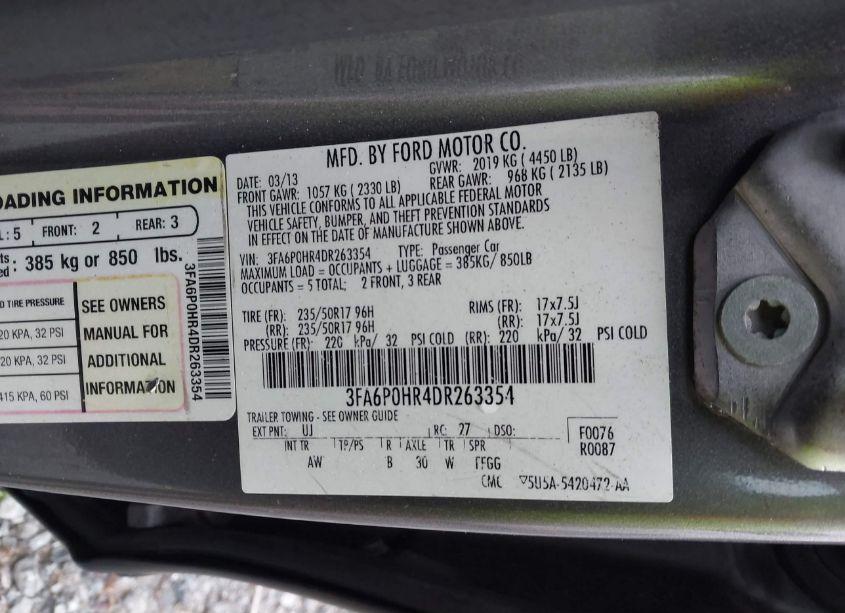 MFD. BY FORD MOTOR CO.
DATE: 03/13 GVWR: 2019 KG ( 4450 LB)
FRONT GAWR: 1057 KG ( 2330 LB) REAR GAWR: 968 KG ( 2135 LB)
THIS VEHICLE CONFORMS TO ALL APPLICABLE FEDERAL MOTOR
VEHICLE SAFETY, BUMPER, AND THEFT PREVENTION STANDARDS
IN EFFECT ON THE DATE OF MANUFACTURE SHOWN ABOVE.
VIN: 3FA6P0HR4DR263354 TYPE: Passenger Car
MAXIMUM LOAD = OCCUPANTS + LUGGAGE = 385KG/ 850LB
OCCUPANTS = 5 TOTAL; 2 FRONT, 3 REAR
TIRE (FR): 235/50R17 96H RIMS (FR): 17x7.5J
(RR): 235/50R17 96H (RR): 17x7.5J
PRESSURE (FR): 220 kPa/ 32 PSI COLD (RR): 220 kPa/ 32 PSI COLD
3FA6P0HR4DR263354
TRAILER TOWING - SEE OWNER GUIDE
EXT PNT: UJ RC: 27 DSO: F0076
INT TR TP/PS R AXLE TR SPR R0087
AW B 30 W
5U5A-5420472-AA
OADING INFORMATION
: 5 FRONT: 2 REAR: 3
385 kg or 850 lbs.
TIRE PRESSURE
20 KPA, 32 PSI
20 KPA, 32 PSI
415 KPA, 60 PSI
SEE OWNERS
MANUAL FOR
ADDITIONAL
INFORMATION
3FA6P0HR4DR263354